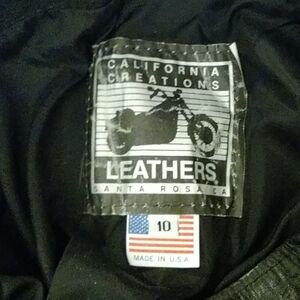 CALIFORNIA
CREATIONS
LEATHERS
SANTA ROSA CA
10
MADE IN U.S.A